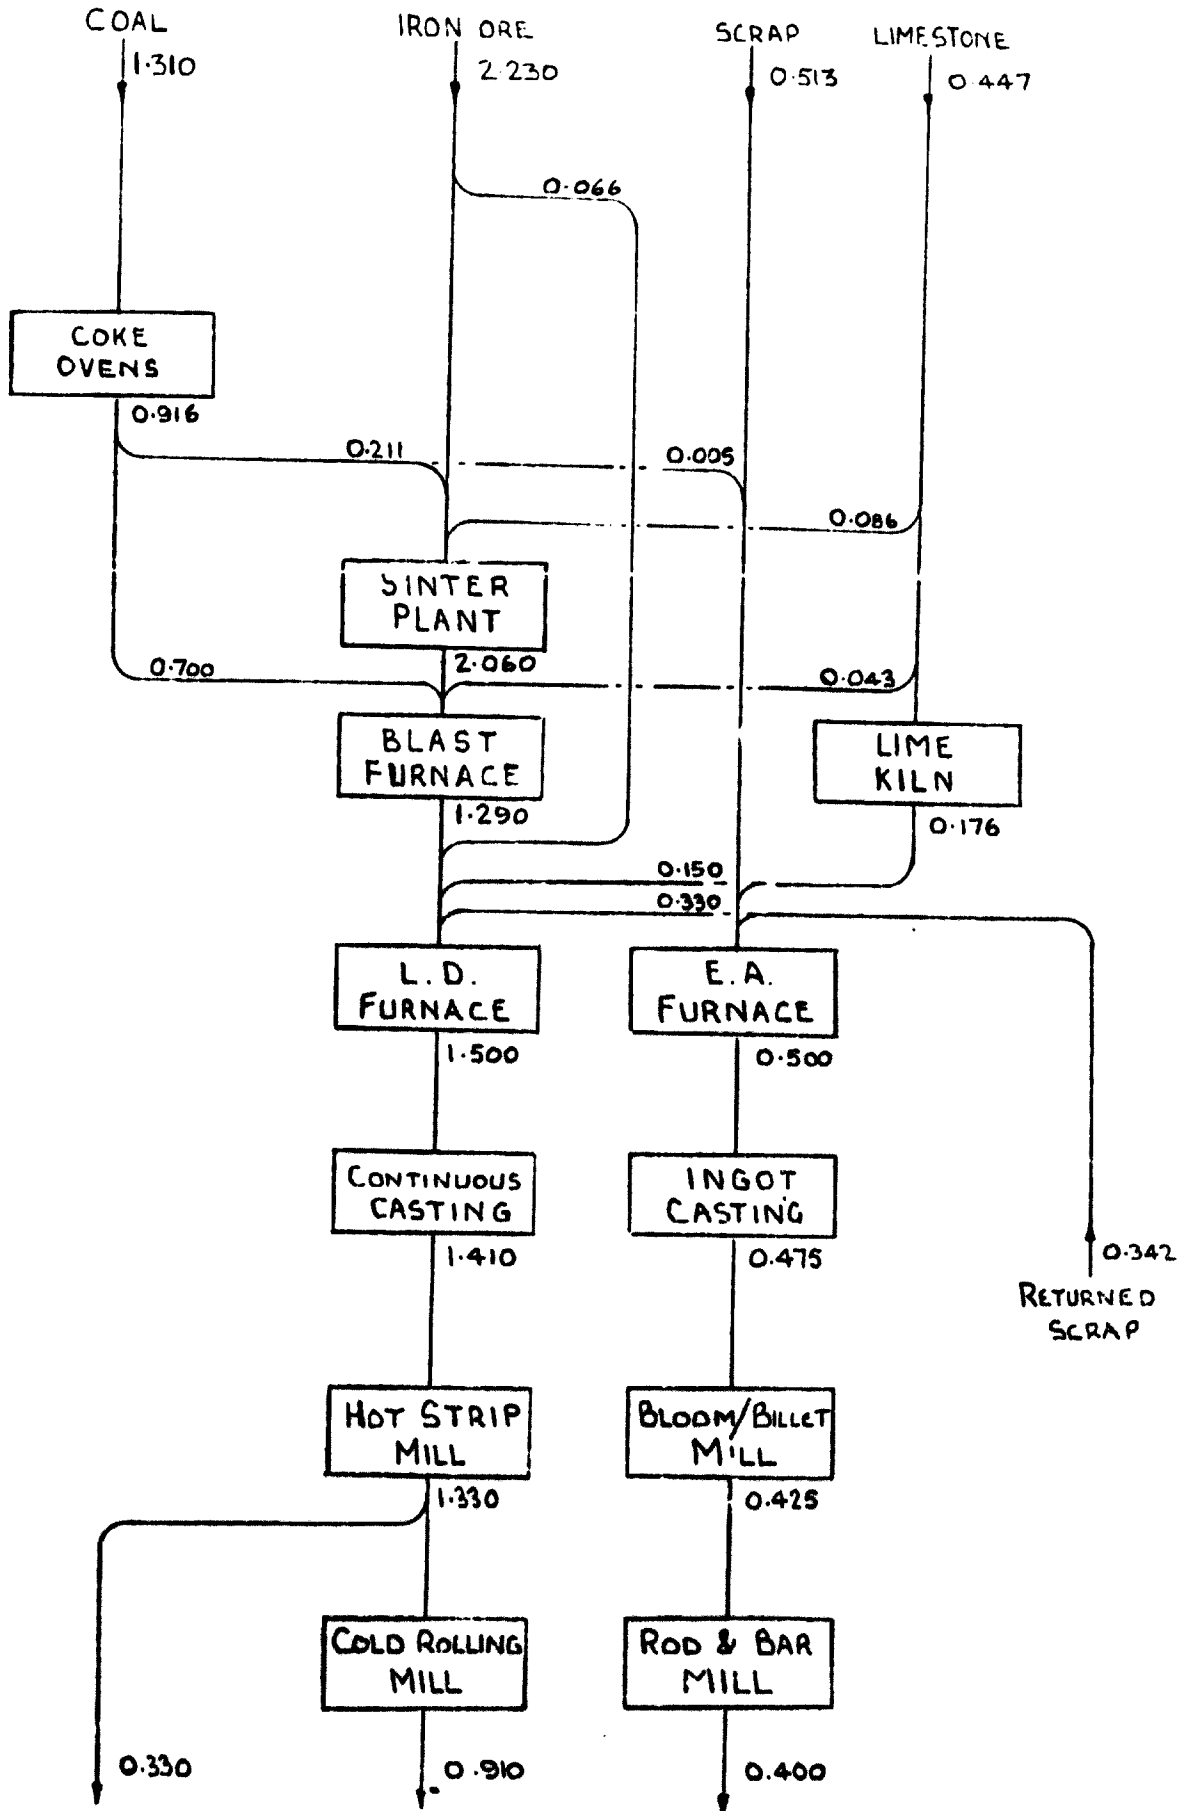 COAL
IRON ORE
SCRAP
LIMESTONE
1.310
2.230
0.513
0.447
0.066
COKE
OVENS
0.916
0.211
0.005
0.086
SINTER
PLANT
2.060
0.700
0.043
BLAST
FURNACE
1.290
LIME
KILN
0.176
0.150
0.330
L. D.
FURNACE
1.500
E. A.
FURNACE
0.500
CONTINUOUS
CASTING
1.410
INGOT
CASTING
0.475
0.342
RETURNED
SCRAP
HOT STRIP
MILL
1.330
BLOOM/BILLET
MILL
0.425
COLD ROLLING
MILL
ROD & BAR
MILL
0.330
0.910
0.400